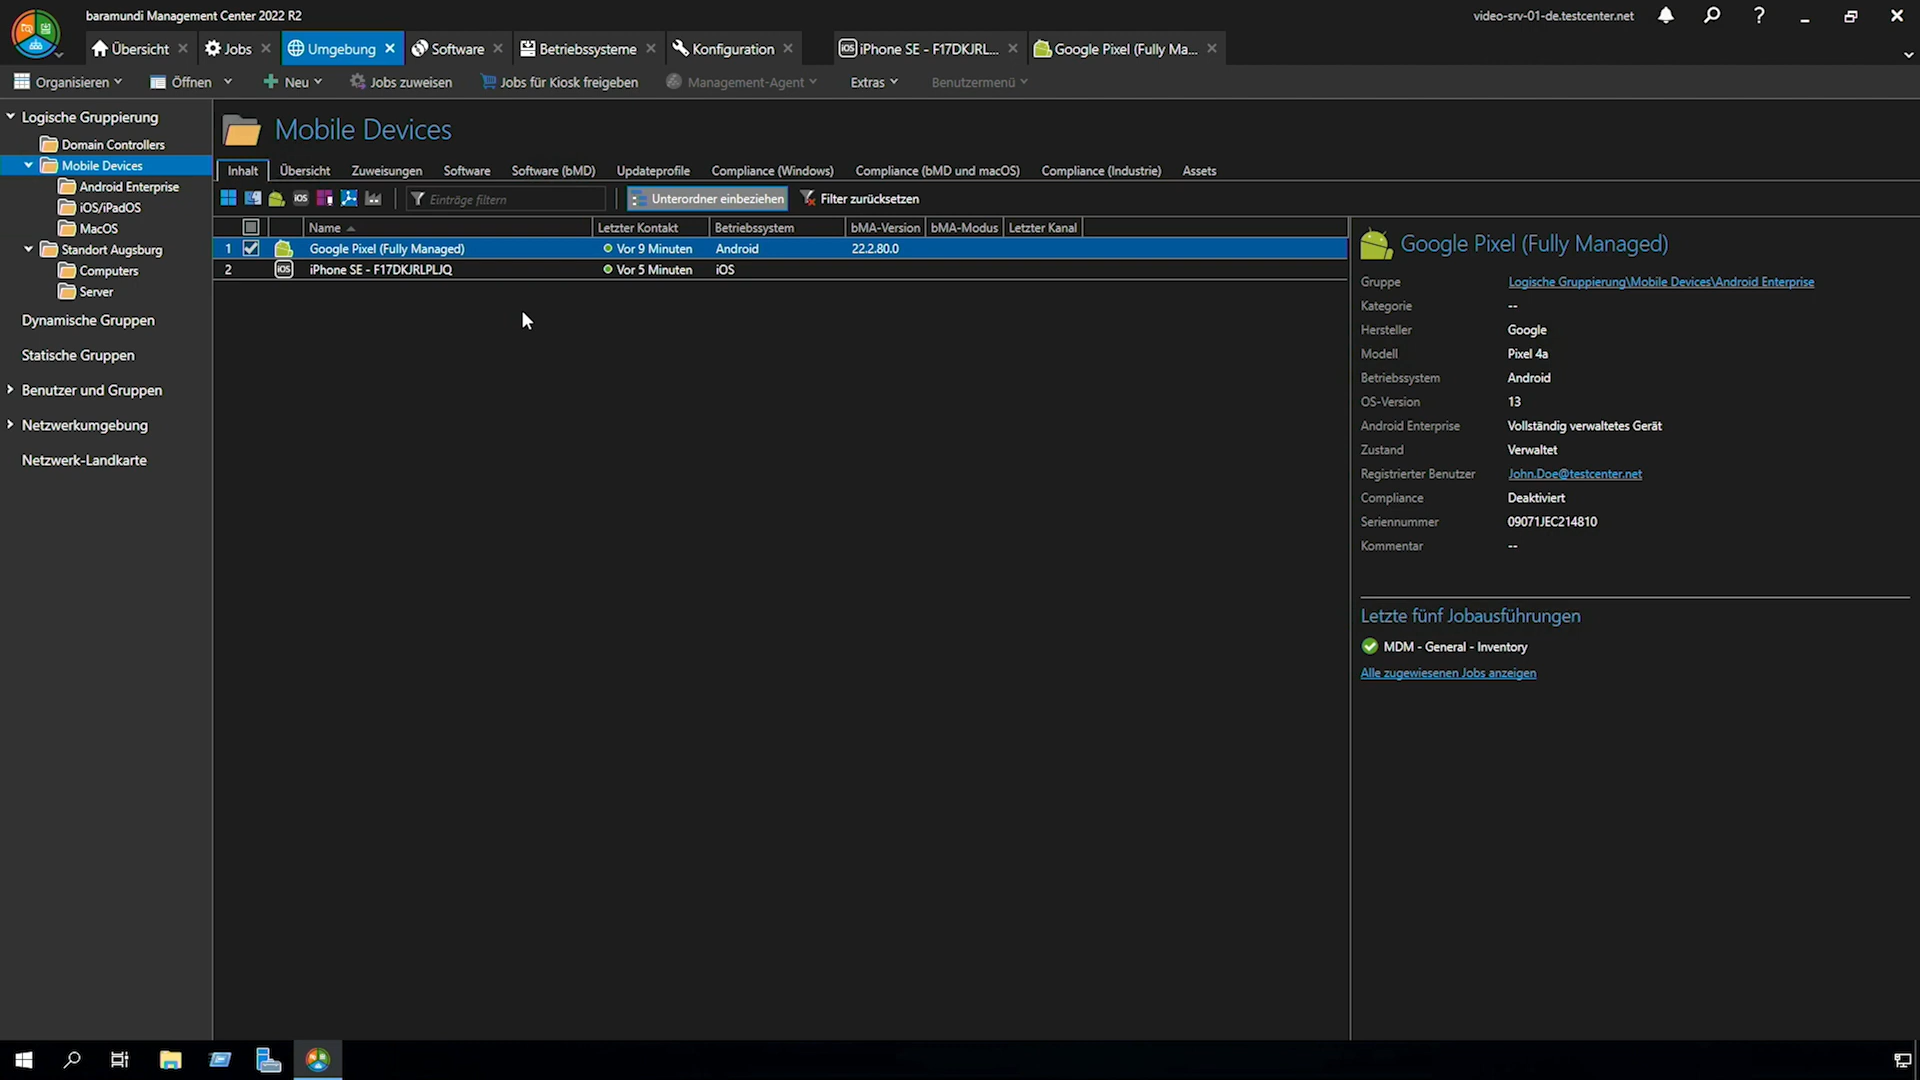 baramundi Management Center 2022 R2
video-srv-01-de.testcenter.net
Übersicht
Jobs
Umgebung
Software
Betriebssysteme
Konfiguration
iPhone SE - F17DKJRL...
Google Pixel (Fully Ma...
Organisieren
Öffnen
Neu
Jobs zuweisen
Jobs für Kiosk freigeben
Management-Agent
Extras
Benutzermenü
Logische Gruppierung
Domain Controllers
Mobile Devices
Android Enterprise
iOS/iPadOS
MacOS
Standort Augsburg
Computers
Server
Dynamische Gruppen
Statische Gruppen
Benutzer und Gruppen
Netzwerkumgebung
Netzwerk-Landkarte
Mobile Devices
Inhalt
Übersicht
Zuweisungen
Software
Software (bMD)
Updateprofile
Compliance (Windows)
Compliance (bMD und macOS)
Compliance (Industrie)
Assets
iOS
Einträge filtern
Unterordner einbeziehen
Filter zurücksetzen
Name
Letzter Kontakt
Betriebssystem
bMA-Version
bMA-Modus
Letzter Kanal
1 Google Pixel (Fully Managed) Vor 9 Minuten Android 22.2.80.0
2 iOS iPhone SE - F17DKJRLPLJQ Vor 5 Minuten iOS
Google Pixel (Fully Managed)
Gruppe Logische Gruppierung\Mobile Devices\Android Enterprise
Kategorie --
Hersteller Google
Modell Pixel 4a
Betriebssystem Android
OS-Version 13
Android Enterprise Vollständig verwaltetes Gerät
Zustand Verwaltet
Registrierter Benutzer John.Doe@testcenter.net
Compliance Deaktiviert
Seriennummer 09071JEC214810
Kommentar --
Letzte fünf Jobausführungen
MDM - General - Inventory
Alle zugewiesenen Jobs anzeigen